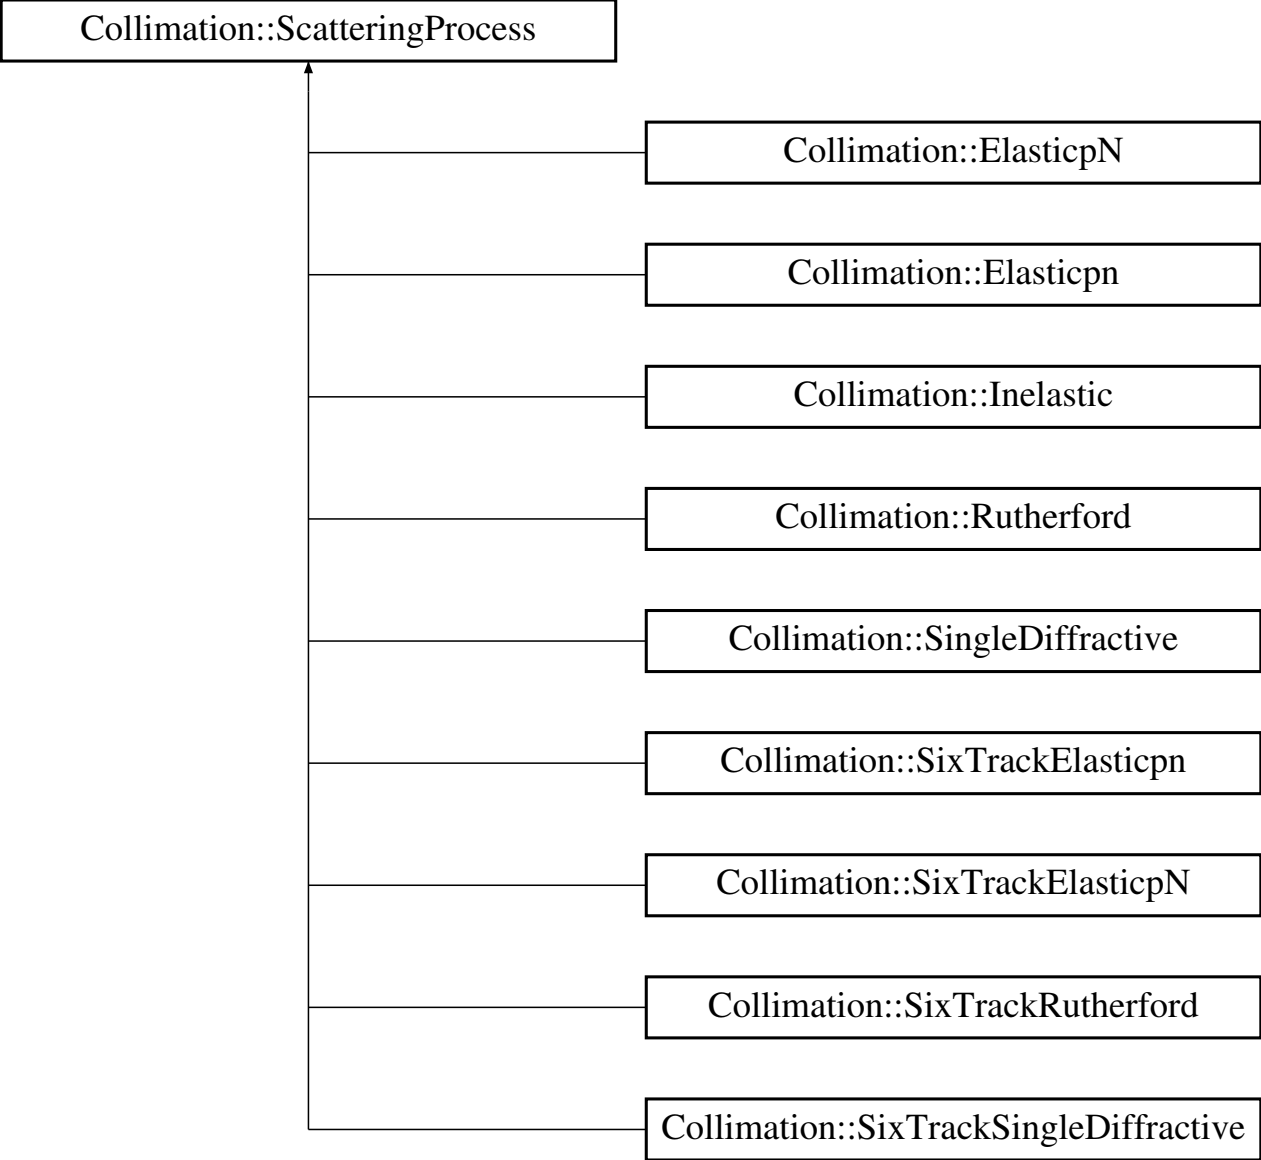 Collimation::ScatteringProcess
Collimation::ElasticpN
Collimation::Elasticpn
Collimation::Inelastic
Collimation::Rutherford
Collimation::SingleDiffractive
Collimation::SixTrackElasticpn
Collimation::SixTrackElasticpN
Collimation::SixTrackRutherford
Collimation::SixTrackSingleDiffractive